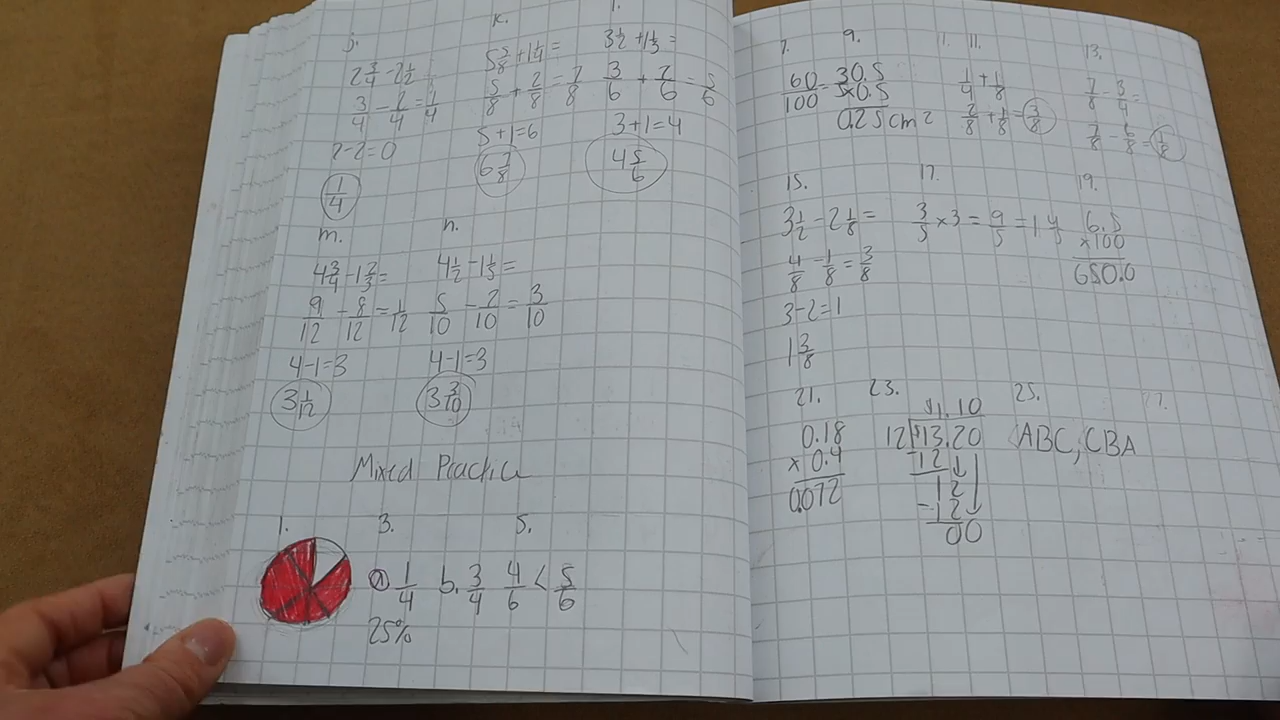 j.
2 3/4 - 2 1/2
3/4 - 2/4 = 1/4
2-2=0
1/4
k.
5 5/8 + 1 1/4 =
5/8 + 2/8 = 7/8
5+1=6
6 7/8
l.
3 1/2 + 1 1/3 =
3/6 + 2/6 = 5/6
3+1=4
4 5/6
m.
4 3/4 - 1 2/3 =
9/12 - 8/12 = 1/12
4-1=3
3 1/12
n.
4 1/2 - 1 1/5 =
5/10 - 2/10 = 3/10
4-1=3
3 3/10
Mixed Practice
1.
3.
a 1/4 b. 3/4
25%
5.
4/6 < 5/6
7.
60/100 =
9.
30.5
5x0.5
0.25cm2
11.
1/4 + 1/8
2/8 + 1/8 = 3/8
13.
7/8 - 3/4 =
7/8 - 6/8 = 1/8
15.
3 1/2 - 2 1/8 =
4/8 - 1/8 = 3/8
3-2=1
1 3/8
17.
3/5 x 3 = 9/5 = 1 4/5
19.
6.5
x100
650.0
21.
0.18
x 0.4
0.072
23.
$1.10
12 $13.20
12
12
-12
00
25.
ABC, CBA